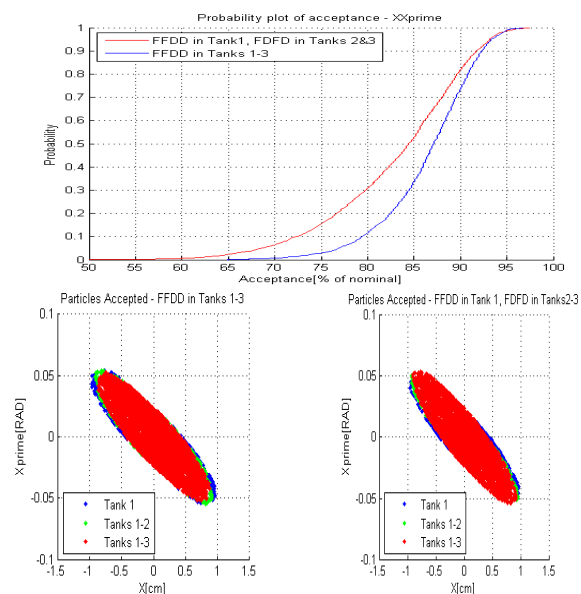 Probability plot of acceptance - XXprime
FFDD in Tank1, FDFD in Tanks 2&3
FFDD in Tanks 1-3
Probability
1
0.9
0.8
0.7
0.6
0.5
0.4
0.3
0.2
0.1
0
50 55 60 65 70 75 80 85 90 95 100
Acceptance[% of nominal]
Particles Accepted - FFDD in Tanks 1-3
X prime[RAD]
0.1
0.05
0
-0.05
-0.1
Tank 1
Tanks 1-2
Tanks 1-3
-1.5 -1 -0.5 0 0.5 1 1.5
X[cm]
Particles Accepted - FFDD in Tank 1, FDFD in Tanks2-3
X prime[RAD]
0.1
0.05
0
-0.05
-0.1
Tank 1
Tanks 1-2
Tanks 1-3
-1.5 -1 -0.5 0 0.5 1 1.5
X[cm]